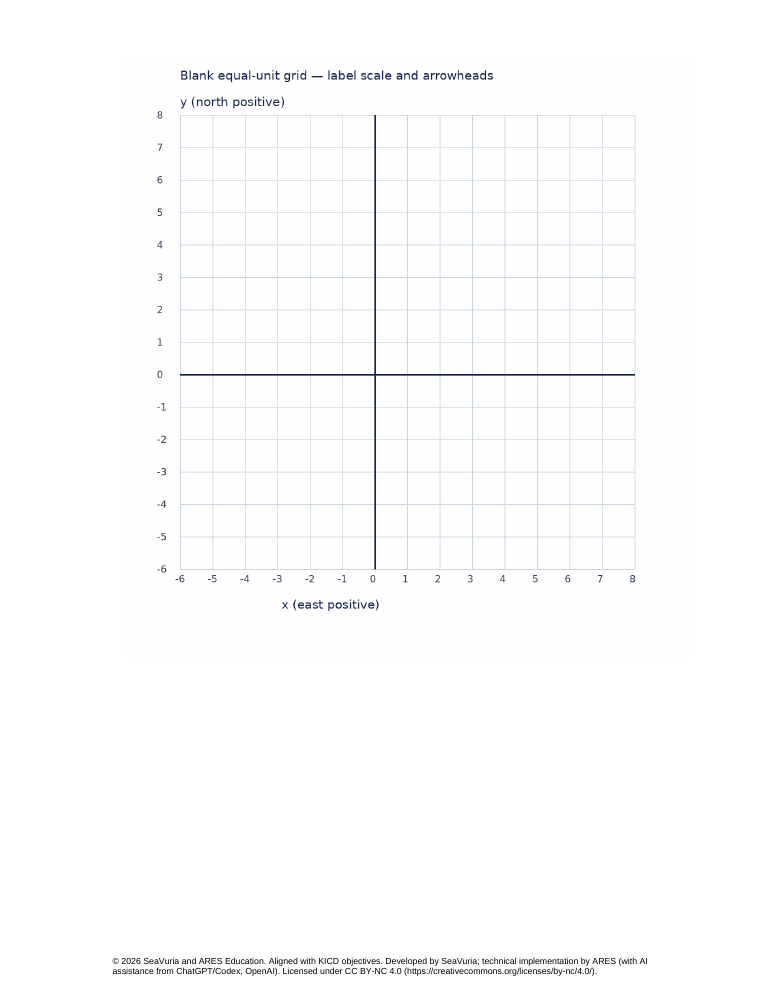 Blank equal-unit grid — label scale and arrowheads
y (north positive)
8
7
6
5
4
3
2
1
0
-1
-2
-3
-4
-5
-6
-6 -5 -4 -3 -2 -1 0 1 2 3 4 5 6 7 8
x (east positive)
© 2026 SeaVuria and ARES Education. Aligned with KICD objectives. Developed by SeaVuria; technical implementation by ARES (with AI
assistance from ChatGPT/Codex, OpenAI). Licensed under CC BY-NC 4.0 (https://creativecommons.org/licenses/by-nc/4.0/).